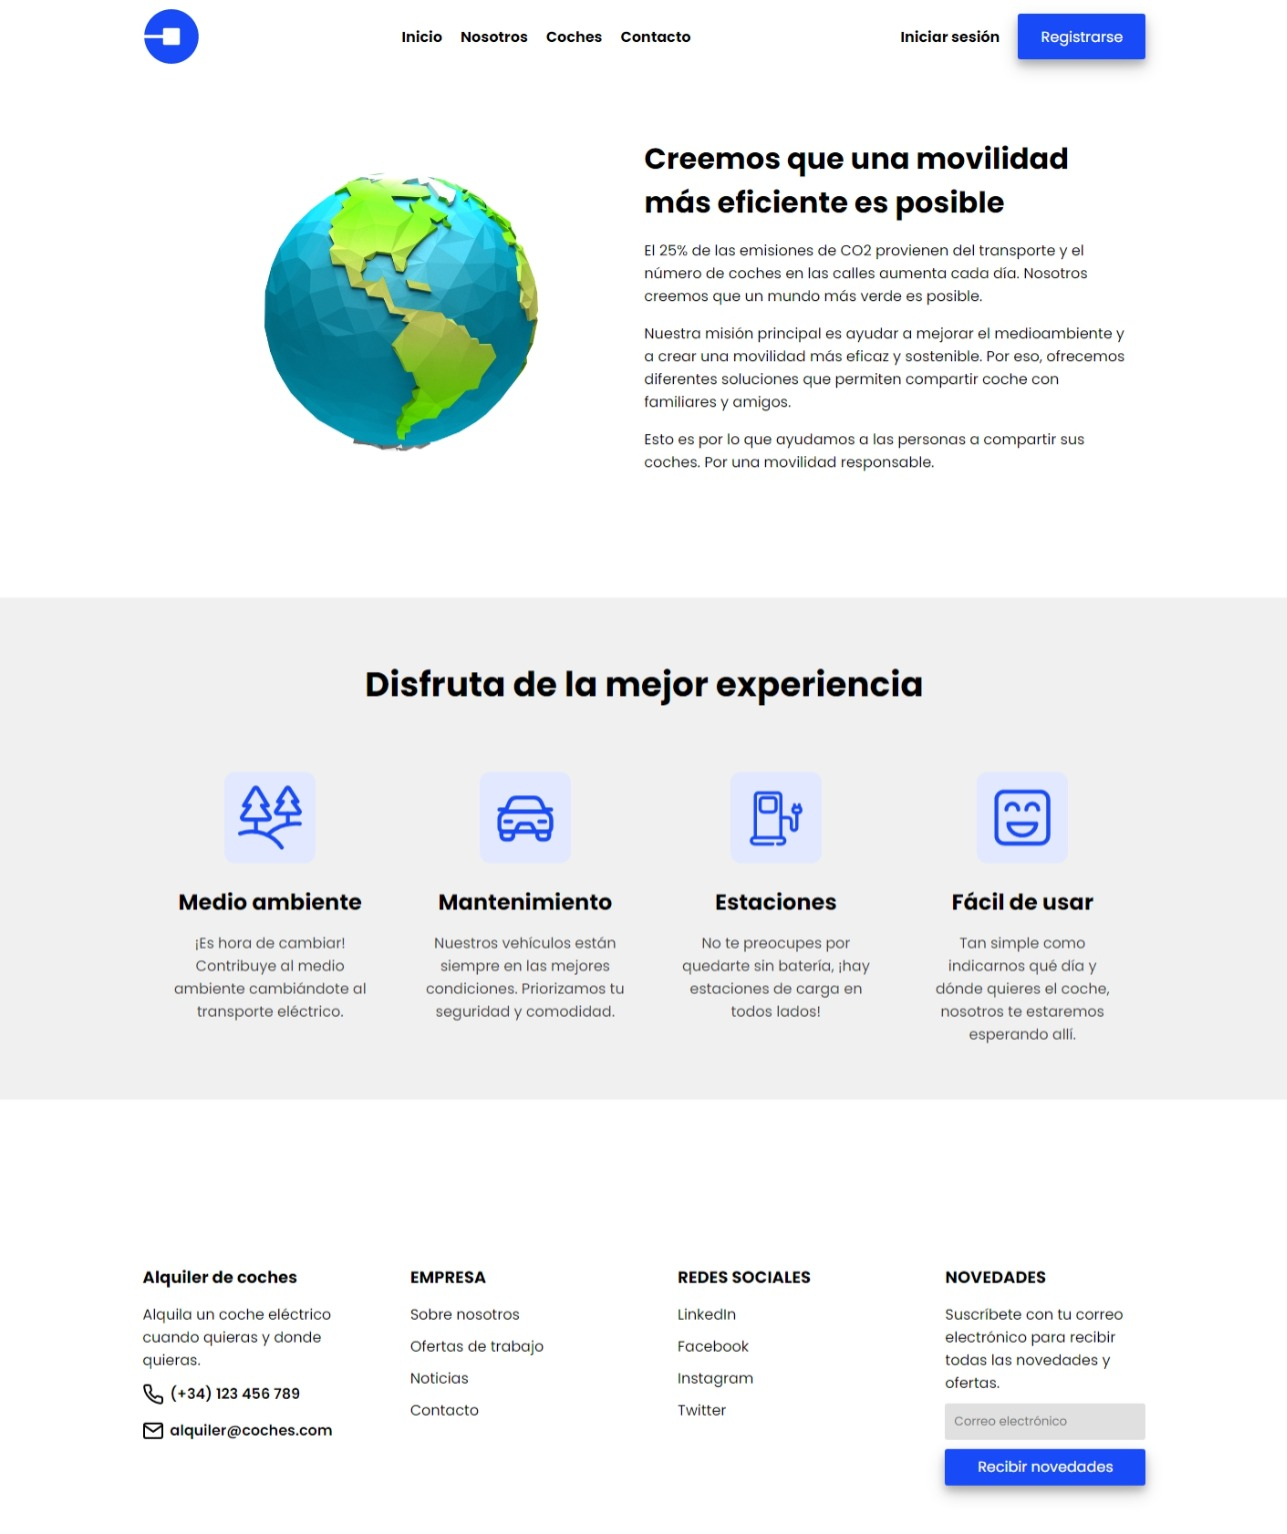 Inicio Nosotros Coches Contacto Iniciar sesión Registrarse
Creemos que una movilidad
más eficiente es posible
El 25% de las emisiones de CO2 provienen del transporte y el
número de coches en las calles aumenta cada día. Nosotros
creemos que un mundo más verde es posible.
Nuestra misión principal es ayudar a mejorar el medioambiente y
a crear una movilidad más eficaz y sostenible. Por eso, ofrecemos
diferentes soluciones que permiten compartir coche con
familiares y amigos.
Esto es por lo que ayudamos a las personas a compartir sus
coches. Por una movilidad responsable.
Disfruta de la mejor experiencia
Medio ambiente
¡Es hora de cambiar!
Contribuye al medio
ambiente cambiándote al
transporte eléctrico.
Mantenimiento
Nuestros vehículos están
siempre en las mejores
condiciones. Priorizamos tu
seguridad y comodidad.
Estaciones
No te preocupes por
quedarte sin batería, ¡hay
estaciones de carga en
todos lados!
Fácil de usar
Tan simple como
indicarnos qué día y
dónde quieres el coche,
nosotros te estaremos
esperando allí.
Alquiler de coches
Alquila un coche eléctrico
cuando quieras y donde
quieras.
(+34) 123 456 789
alquiler@coches.com
EMPRESA
Sobre nosotros
Ofertas de trabajo
Noticias
Contacto
REDES SOCIALES
LinkedIn
Facebook
Instagram
Twitter
NOVEDADES
Suscríbete con tu correo
electrónico para recibir
todas las novedades y
ofertas.
Correo electrónico
Recibir novedades